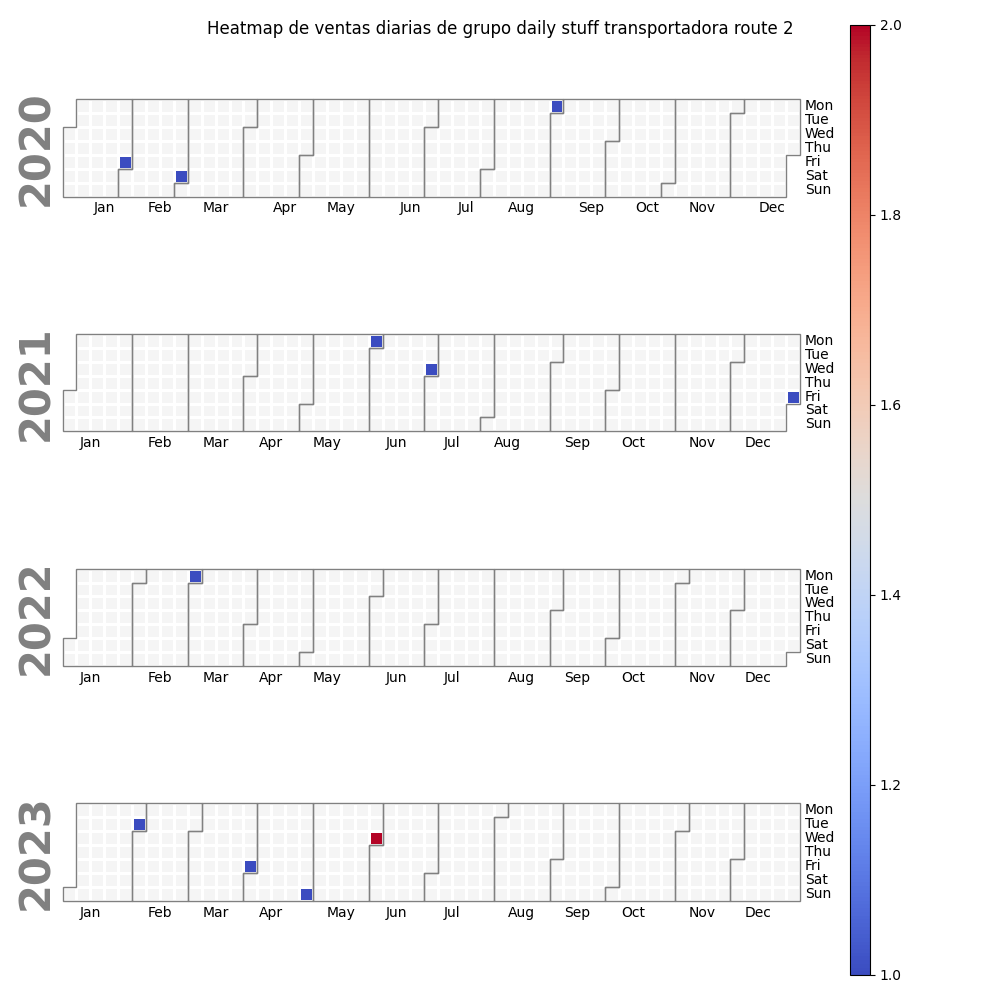 Heatmap de ventas diarias de grupo daily stuff transportadora route 2
2020
Mon
Tue
Wed
Thu
Fri
Sat
Sun
Jan Feb Mar Apr May Jun Jul Aug Sep Oct Nov Dec
2021
Mon
Tue
Wed
Thu
Fri
Sat
Sun
Jan Feb Mar Apr May Jun Jul Aug Sep Oct Nov Dec
2022
Mon
Tue
Wed
Thu
Fri
Sat
Sun
Jan Feb Mar Apr May Jun Jul Aug Sep Oct Nov Dec
2023
Mon
Tue
Wed
Thu
Fri
Sat
Sun
Jan Feb Mar Apr May Jun Jul Aug Sep Oct Nov Dec
2.0
1.8
1.6
1.4
1.2
1.0